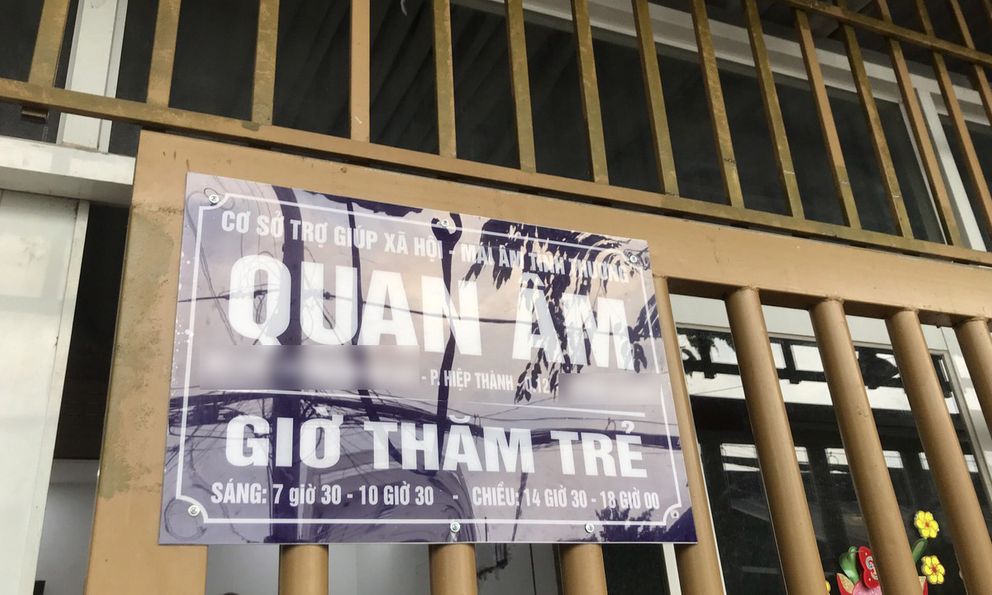 CƠ SỞ TRỢ GIÚP XÃ HỘI - MÁI ẤM TÌNH THƯƠNG
QUAN ÂM
- P. HIỆP THÀNH - Q.12
GIỜ THĂM TRẺ
SÁNG: 7 giờ 30 - 10 GIỜ 30 - CHIỀU: 14 GIỜ 30 - 18 GIỜ 00